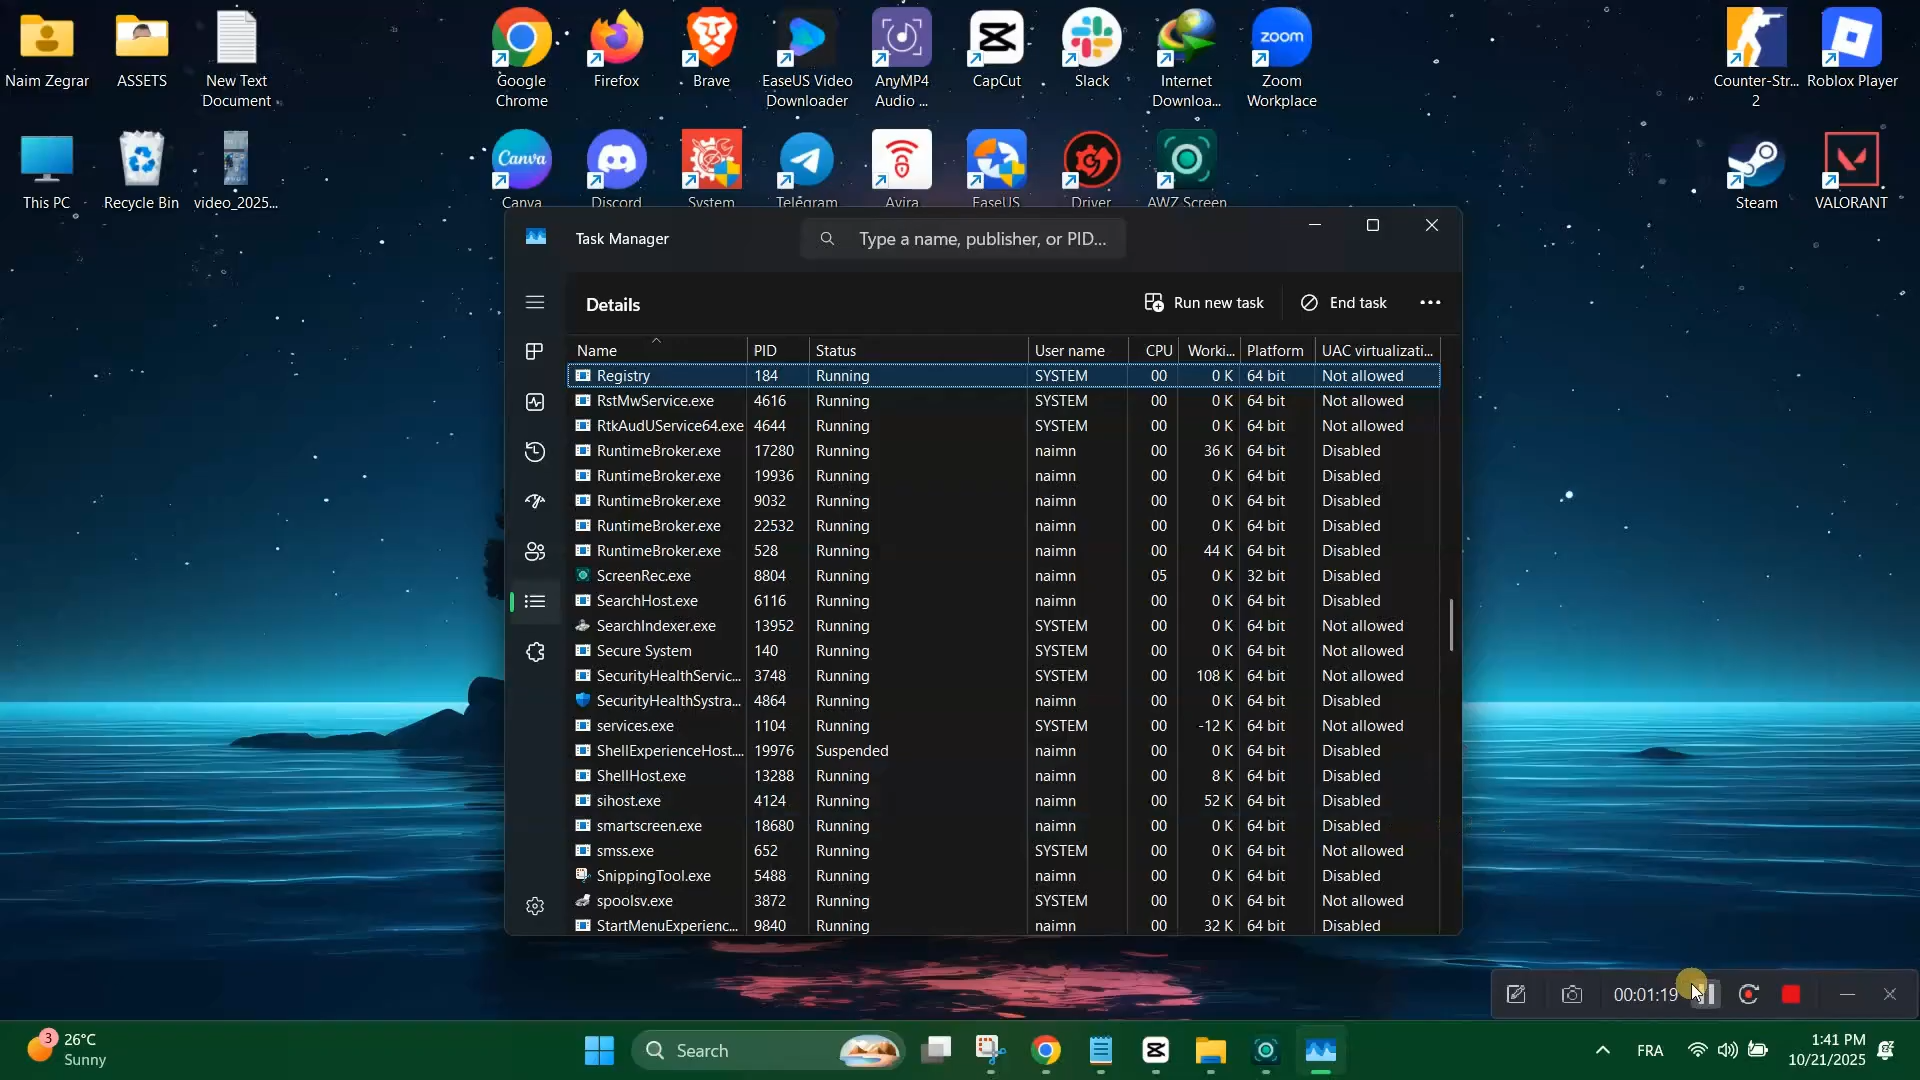 Naim Zegrar
ASSETS
New Text
Document
Google
Chrome
Firefox
Brave
EaseUS Video
Downloader
AnyMP4
Audio ...
CapCut
Slack
Internet
Downloa...
zoom
Zoom
Workplace
Counter-Str...
2
Roblox Player
This PC
Recycle Bin
video_2025...
Canva
Canva
Discord
System
Telegram
Avira
EaseUS
Driver
AWZ Screen
Steam
VALORANT
Task Manager
Type a name, publisher, or PID...
Details
Run new task
End task
Name PID Status User name CPU Worki... Platform UAC virtualizati...
Registry 184 Running SYSTEM 00 0 K 64 bit Not allowed
RstMwService.exe 4616 Running SYSTEM 00 0 K 64 bit Not allowed
RtkAudUService64.exe 4644 Running SYSTEM 00 0 K 64 bit Not allowed
RuntimeBroker.exe 17280 Running naimn 00 36 K 64 bit Disabled
RuntimeBroker.exe 19936 Running naimn 00 0 K 64 bit Disabled
RuntimeBroker.exe 9032 Running naimn 00 0 K 64 bit Disabled
RuntimeBroker.exe 22532 Running naimn 00 0 K 64 bit Disabled
RuntimeBroker.exe 528 Running naimn 00 44 K 64 bit Disabled
ScreenRec.exe 8804 Running naimn 05 0 K 32 bit Disabled
SearchHost.exe 6116 Running naimn 00 0 K 64 bit Disabled
SearchIndexer.exe 13952 Running SYSTEM 00 0 K 64 bit Not allowed
Secure System 140 Running SYSTEM 00 0 K 64 bit Not allowed
SecurityHealthServic... 3748 Running SYSTEM 00 108 K 64 bit Not allowed
SecurityHealthSystra... 4864 Running naimn 00 0 K 64 bit Disabled
services.exe 1104 Running SYSTEM 00 -12 K 64 bit Not allowed
ShellExperienceHost.... 19976 Suspended naimn 00 0 K 64 bit Disabled
ShellHost.exe 13288 Running naimn 00 8 K 64 bit Disabled
sihost.exe 4124 Running naimn 00 52 K 64 bit Disabled
smartscreen.exe 18680 Running naimn 00 0 K 64 bit Disabled
smss.exe 652 Running SYSTEM 00 0 K 64 bit Not allowed
SnippingTool.exe 5488 Running naimn 00 0 K 64 bit Disabled
spoolsv.exe 3872 Running SYSTEM 00 0 K 64 bit Not allowed
StartMenuExperienc... 9840 Running naimn 00 32 K 64 bit Disabled
00:01:19
3
26°C
Sunny
Search
FRA
1:41 PM
10/21/2025